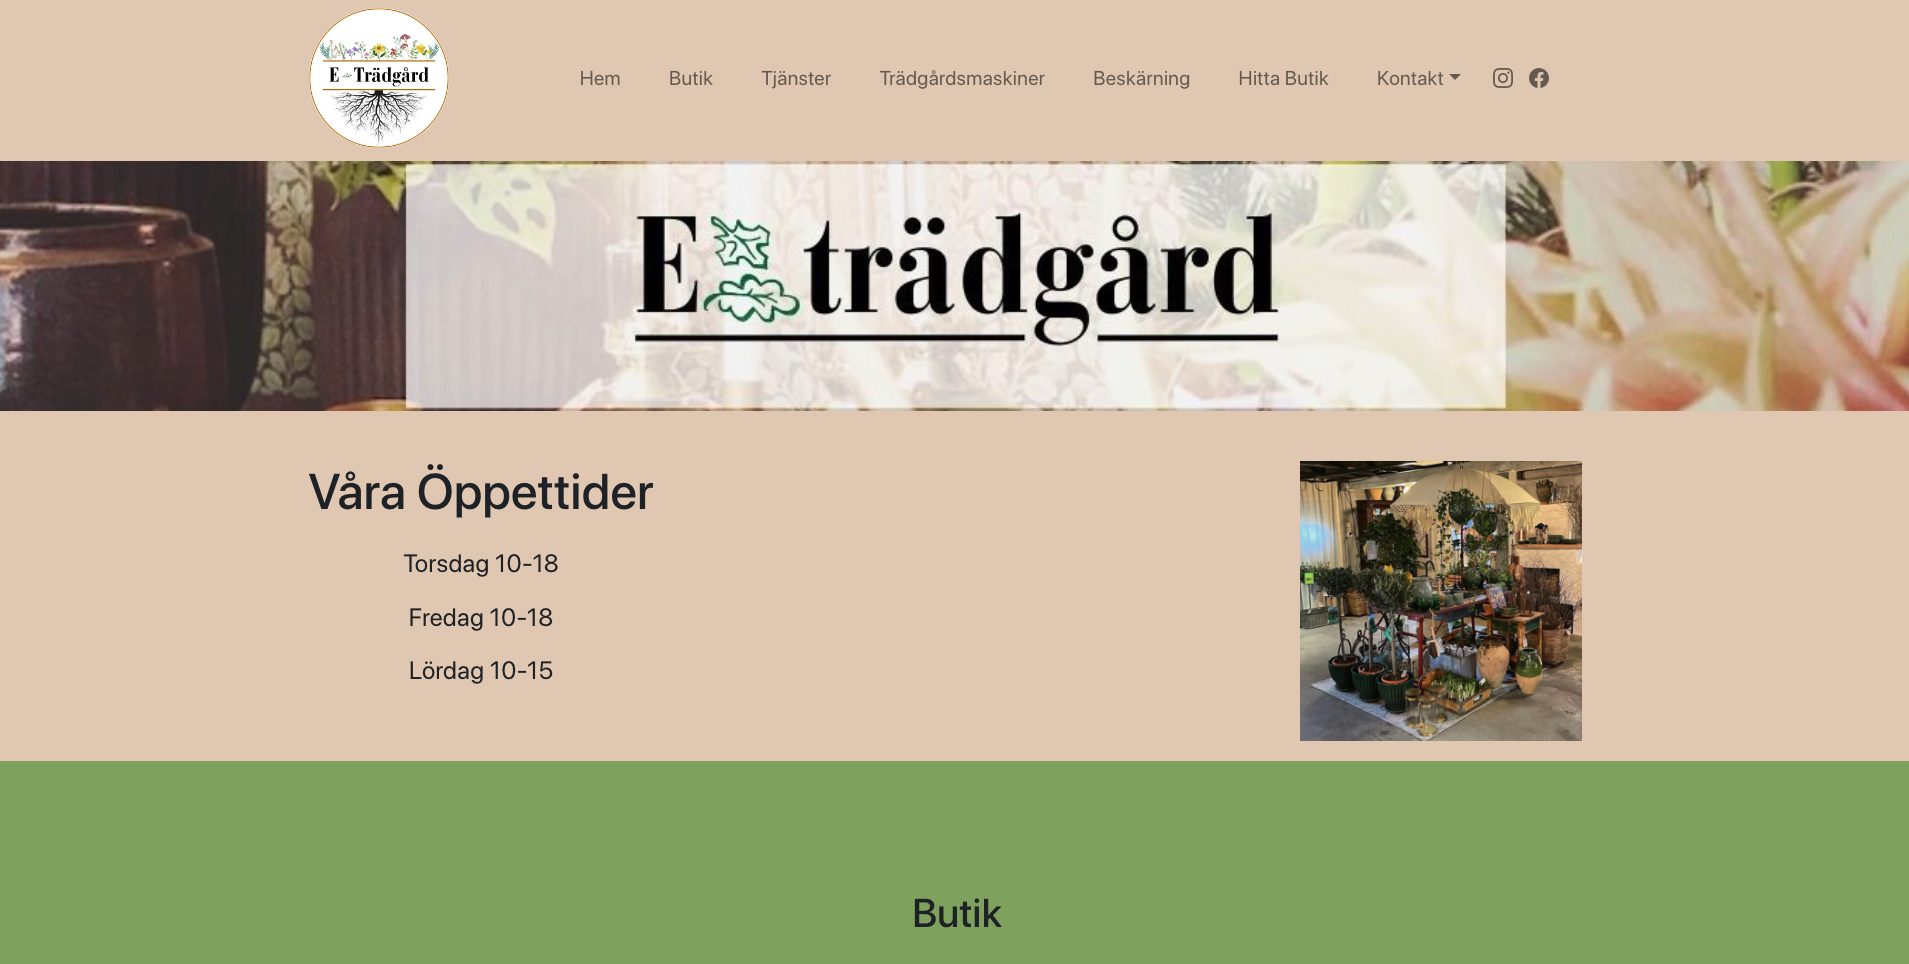 E Trädgård
Hem
Butik
Tjänster
Trädgårdsmaskiner
Beskärning
Hitta Butik
Kontakt
E trädgård
Våra Öppettider
Torsdag 10-18
Fredag 10-18
Lördag 10-15
Butik